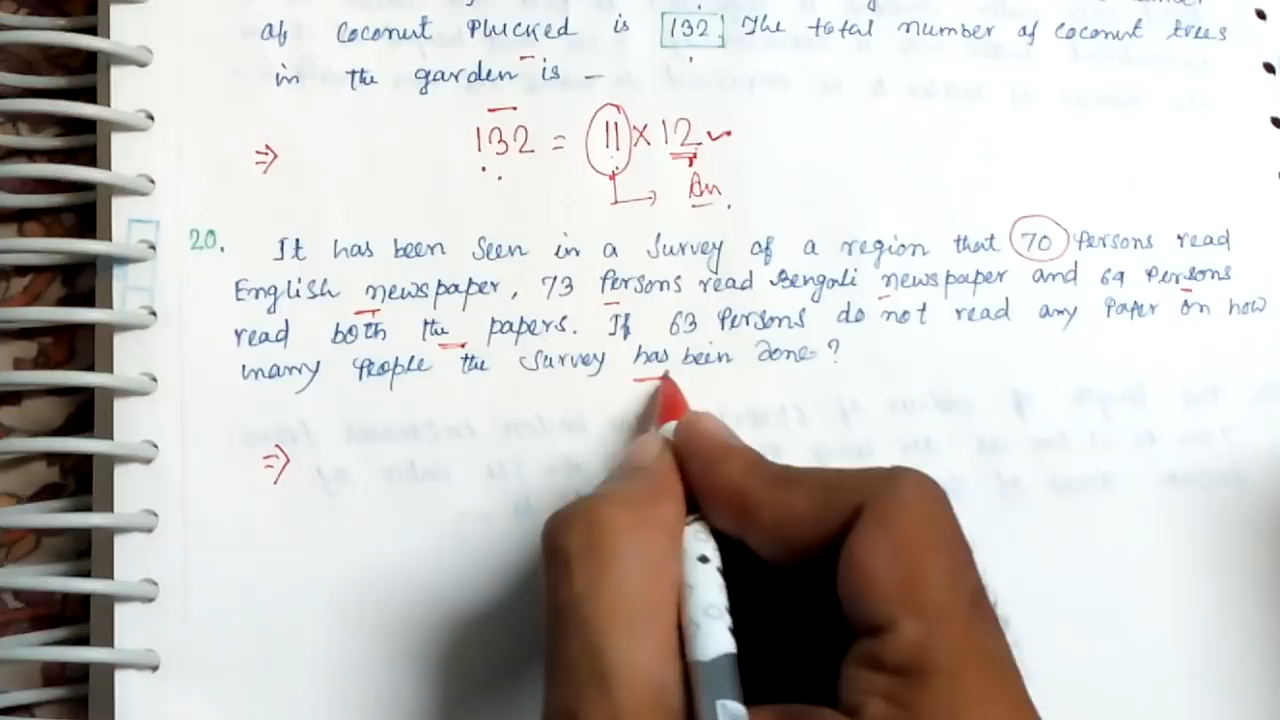 of coconut plucked is 132. The total number of coconut trees
in the garden is –
⇒ 132 = 11 × 12 ✓
→ An.
20. It has been seen in a survey of a region that 70 persons read
English newspaper, 73 persons read Bengali newspaper and 64 persons
read both the papers. If 63 persons do not read any paper on how
many people the survey has been done?
⇒